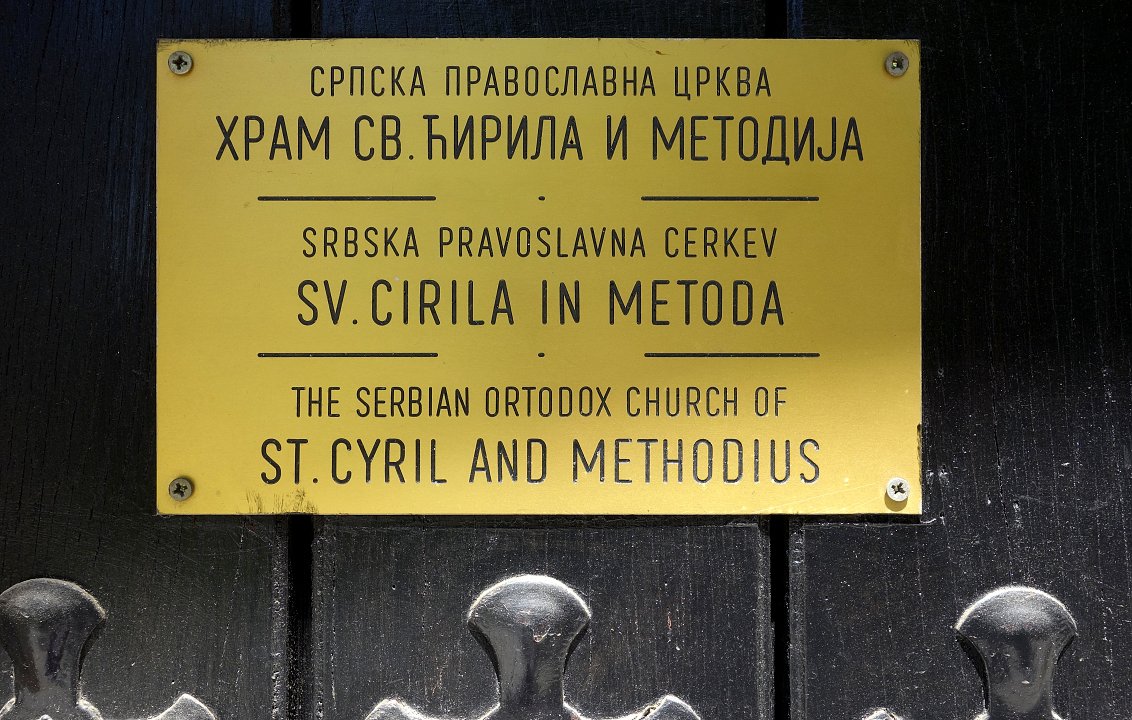 СРПСКА ПРАВОСЛАВНА ЦРКВА
ХРАМ СВ. ЋИРИЛА И МЕТОДИЈА
SRBSKA PRAVOSLAVNA CERKEV
SV. CIRILA IN METODA
THE SERBIAN ORTODOX CHURCH OF
ST. CYRIL AND METHODIUS